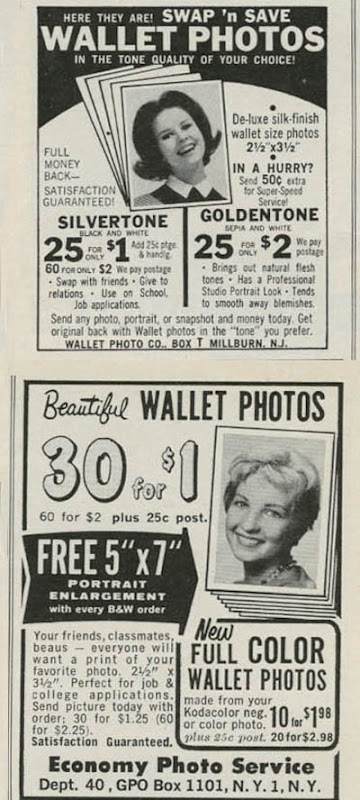 HERE THEY ARE! SWAP 'n SAVE
WALLET PHOTOS
IN THE TONE QUALITY OF YOUR CHOICE!
De-luxe silk-finish
wallet size photos
2½"x3½"
IN A HURRY?
Send 50¢ extra
for Super-Speed
Service!
FULL
MONEY
BACK—
SATISFACTION
GUARANTEED!
SILVERTONE
BLACK AND WHITE
25 FOR ONLY $1 Add 25c ptge. & handlg.
60 FOR ONLY $2 We pay postage
• Swap with friends • Give to
relations • Use on School,
Job applications.
GOLDENTONE
SEPIA AND WHITE
25 FOR ONLY $2 We pay postage
• Brings out natural flesh
tones • Has a Professional
Studio Portrait Look • Tends
to smooth away blemishes.
Send any photo, portrait, or snapshot and money today. Get
original back with Wallet photos in the "tone" you prefer.
WALLET PHOTO CO., BOX T MILLBURN, N.J.
Beautiful WALLET PHOTOS
30 for $1
60 for $2 plus 25c post.
FREE 5"x7"
PORTRAIT
ENLARGEMENT
with every B&W order
Your friends, classmates,
beaus — everyone will
want a print of your
favorite photo. 2½" x
3½". Perfect for job &
college applications.
Send picture today with
order: 30 for $1.25 (60
for $2.25).
Satisfaction Guaranteed.
New
FULL COLOR
WALLET PHOTOS
made from your
Kodacolor neg.
or color photo. 10 for $1.98
plus 25c post. 20 for $2.98
Economy Photo Service
Dept. 40, GPO Box 1101, N.Y. 1, N.Y.